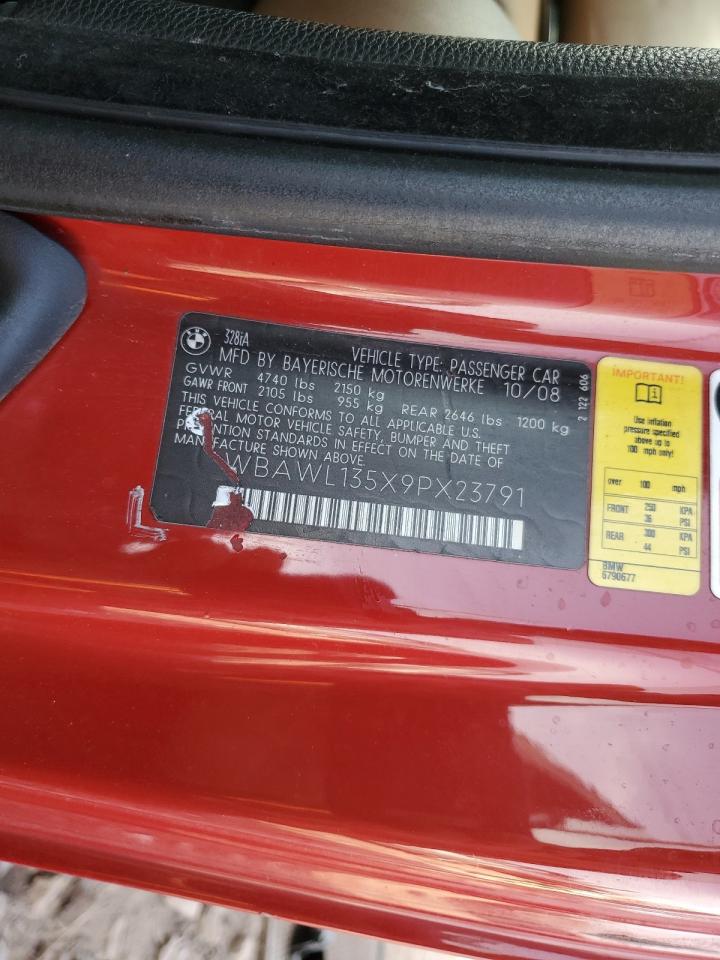 BMW
328iA
VEHICLE TYPE: PASSENGER CAR
MFD BY BAYERISCHE MOTORENWERKE 10/08
GVWR 4740 lbs 2150 kg
GAWR FRONT 2105 lbs 955 kg REAR 2646 lbs 1200 kg
THIS VEHICLE CONFORMS TO ALL APPLICABLE U.S.
FEDERAL MOTOR VEHICLE SAFETY, BUMPER AND THEFT
PREVENTION STANDARDS IN EFFECT ON THE DATE OF
MANUFACTURE SHOWN ABOVE
WBAWL135X9PX23791
2 122 606
L
IMPORTANT!
i
Use inflation
pressure specified
above up to
100 mph only!
over 100 mph
FRONT 250 KPA
36 PSI
REAR 300 KPA
44 PSI
BMW
6790677